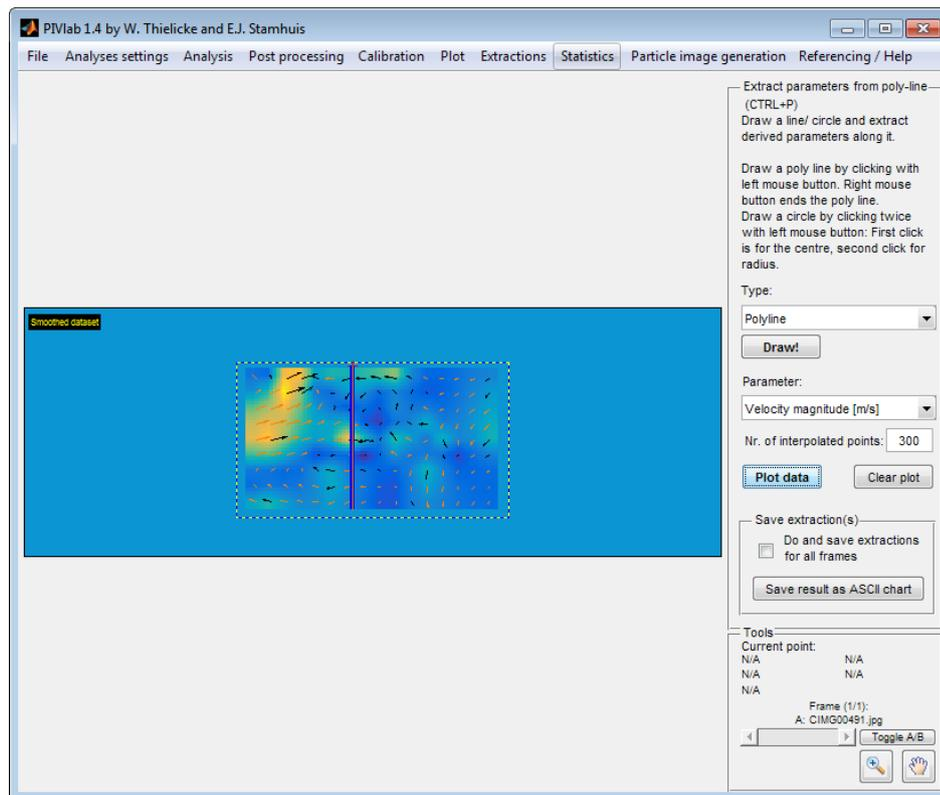 PIVlab 1.4 by W. Thielicke and E.J. Stamhuis
File Analyses settings Analysis Post processing Calibration Plot Extractions Statistics Particle image generation Referencing / Help
Smoothed dataset
Extract parameters from poly-line
(CTRL+P)
Draw a line/ circle and extract
derived parameters along it.
Draw a poly line by clicking with
left mouse button. Right mouse
button ends the poly line.
Draw a circle by clicking twice
with left mouse button: First click
is for the centre, second click for
radius.
Type:
Polyline
Draw!
Parameter:
Velocity magnitude [m/s]
Nr. of interpolated points: 300
Plot data Clear plot
Save extraction(s)
Do and save extractions
for all frames
Save result as ASCII chart
Tools
Current point:
N/A N/A
N/A N/A
N/A
Frame (1/1):
A: CIMG00491.jpg
Toggle A/B